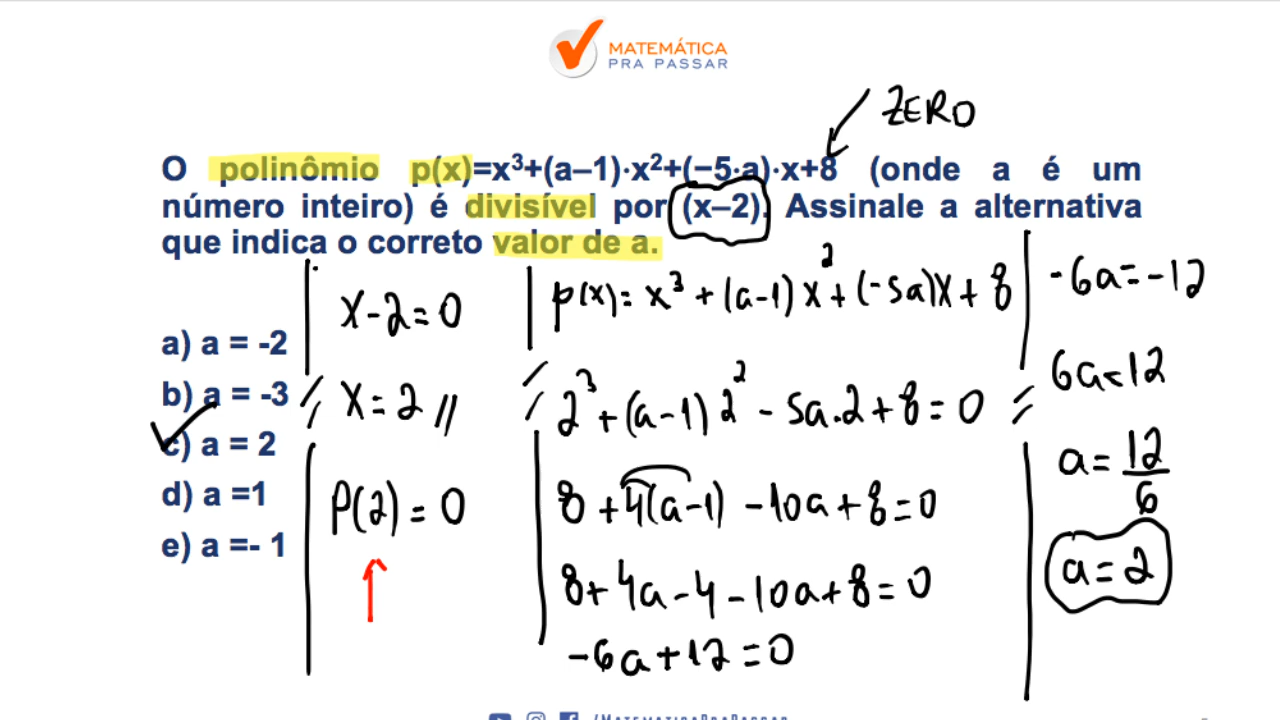 MATEMÁTICA
PRA PASSAR
ZERO
O polinômio p(x)=x³+(a–1)·x²+(–5·a)·x+8 (onde a é um
número inteiro) é divisível por (x–2). Assinale a alternativa
que indica o correto valor de a.
a) a = -2
b) a = -3
c) a = 2
d) a =1
e) a =- 1
x-2=0
x=2//
P(2)=0
p(x)= x³+(a-1)x²+(-5a)x+8
2³+(a-1)2²-5a.2+8=0
8+4(a-1)-10a+8=0
8+4a-4-10a+8=0
-6a+12=0
-6a=-12
6a=12
a=12/6
a=2
/MATEMATICAPRAPASSAR